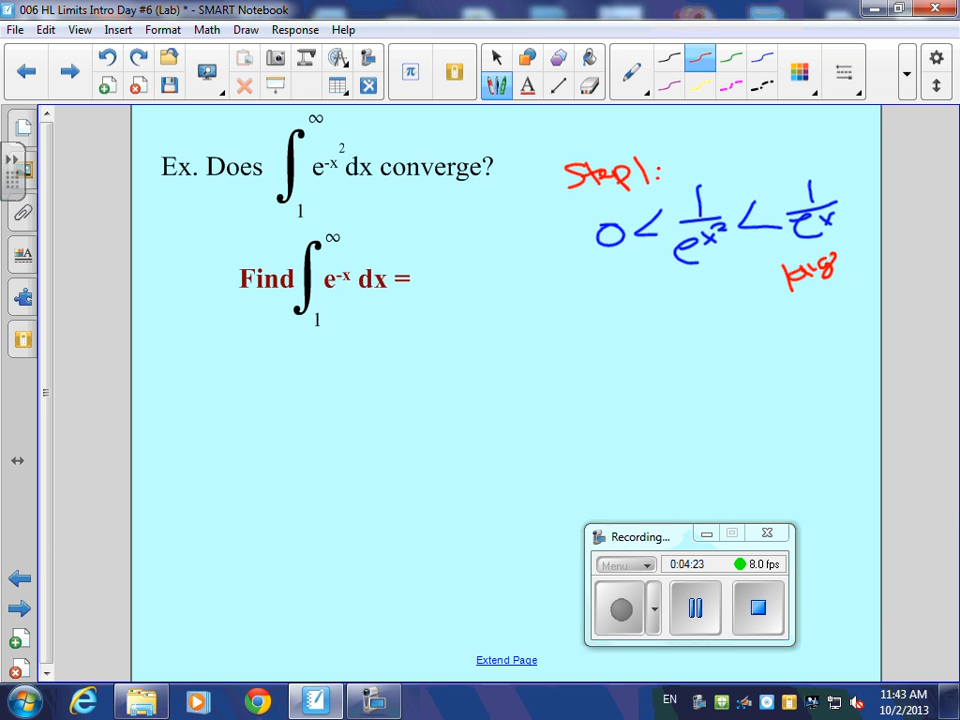 006 HL Limits Intro Day #6 (Lab) * - SMART Notebook
File Edit View Insert Format Math Draw Response Help
Ex. Does ∫₁^∞ e^-x² dx converge?
Find ∫₁^∞ e^-x dx =
Step 1:
0 < 1/e^x² < 1/e^x
Recording...
Menu 0:04:23 8.0 fps
Extend Page
EN
11:43 AM
10/2/2013